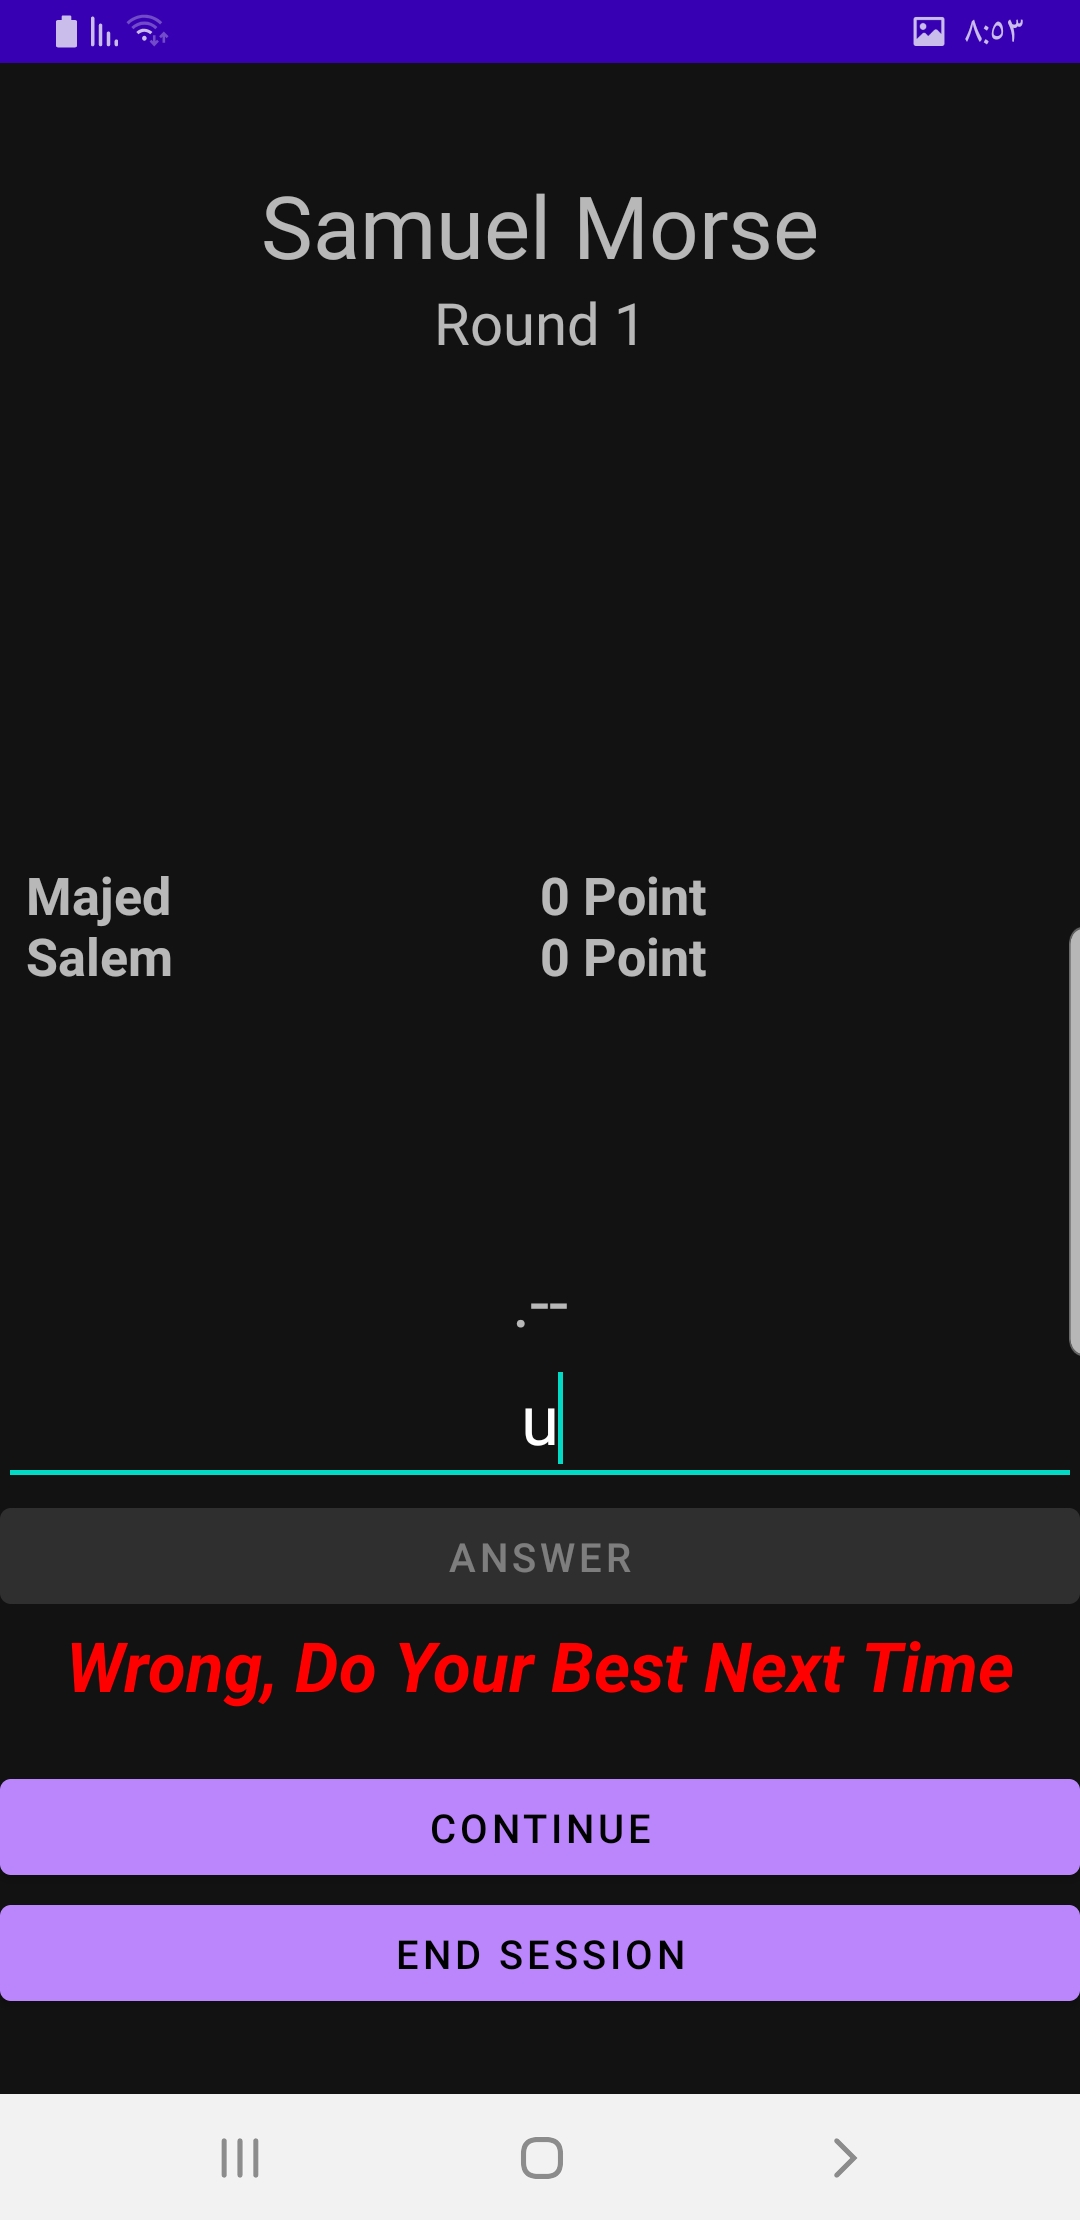 ٨:٥٣
Samuel Morse
Round 1
Majed 0 Point
Salem 0 Point
.--
u
ANSWER
Wrong, Do Your Best Next Time
CONTINUE
END SESSION